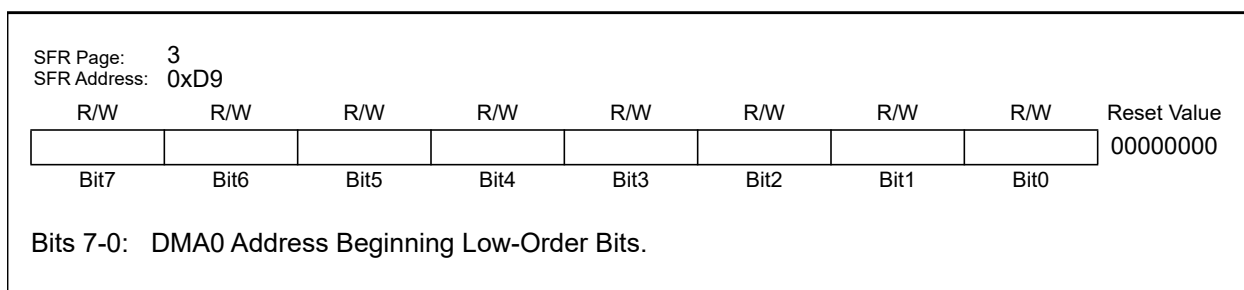 SFR Page: 3
SFR Address: 0xD9
R/W R/W R/W R/W R/W R/W R/W R/W Reset Value
00000000
Bit7 Bit6 Bit5 Bit4 Bit3 Bit2 Bit1 Bit0
Bits 7-0: DMA0 Address Beginning Low-Order Bits.